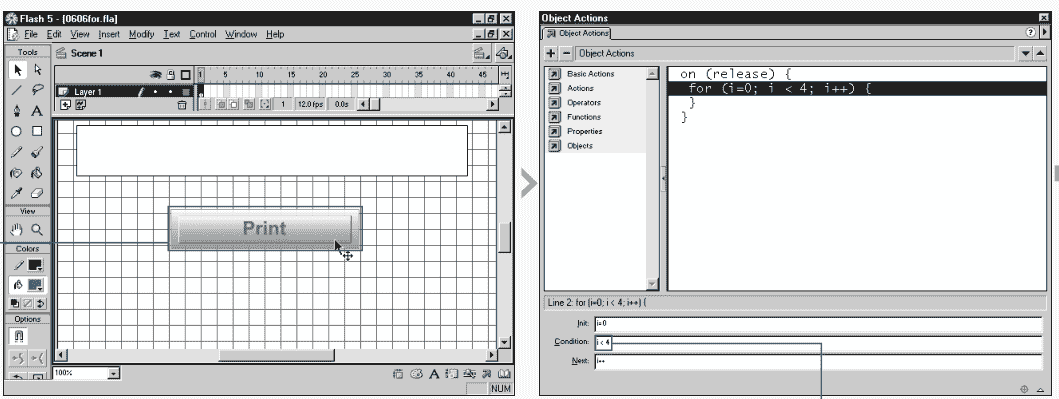 Flash 5 - [0606for.fla]
File Edit View Insert Modify Text Control Window Help
Tools
Scene 1
1 5 10 15 20 25 30 35 40 45
Layer 1
1 12.0 fps 0.0s
A
Print
View
Colors
Options
100%
A
NUM
Object Actions
Object Actions
?
+ − Object Actions
Basic Actions
Actions
Operators
Functions
Properties
Objects
on (release) {
for (i=0; i < 4; i++) {
}
}
Line 2: for (i=0; i < 4; i++) {
Init: i=0
Condition: i < 4
Next: i++